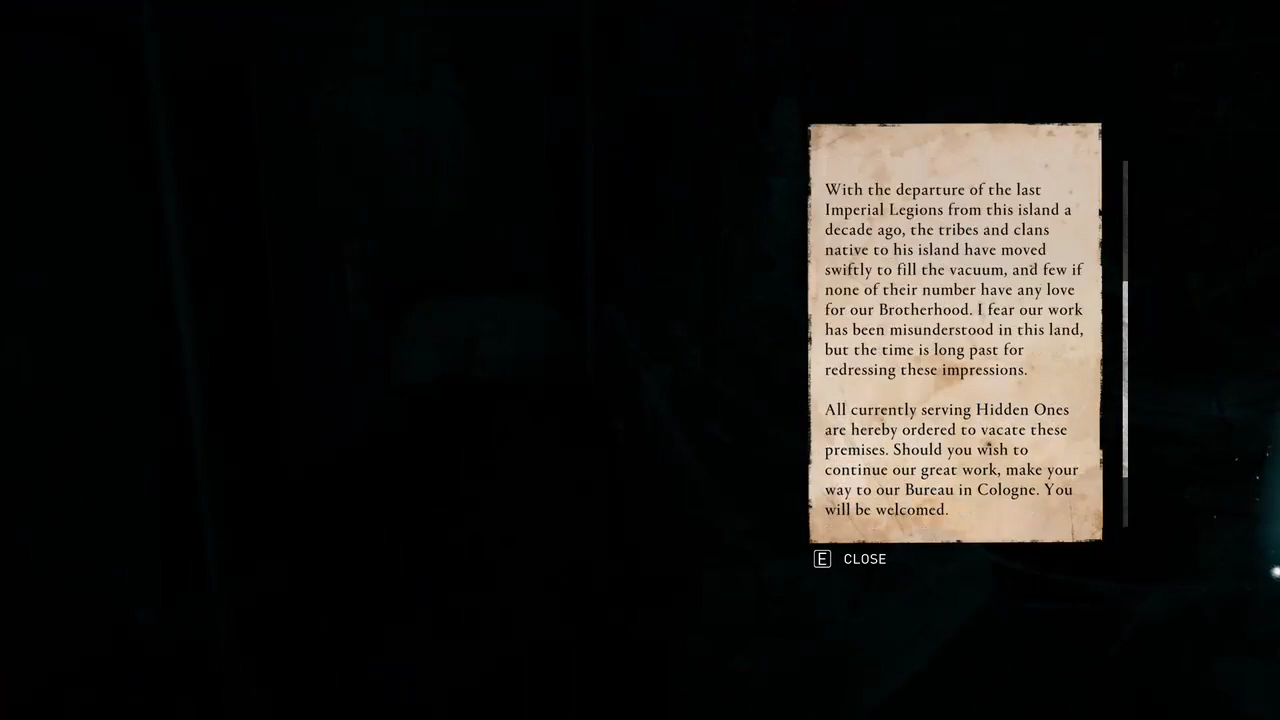 With the departure of the last
Imperial Legions from this island a
decade ago, the tribes and clans
native to his island have moved
swiftly to fill the vacuum, and few if
none of their number have any love
for our Brotherhood. I fear our work
has been misunderstood in this land,
but the time is long past for
redressing these impressions.
All currently serving Hidden Ones
are hereby ordered to vacate these
premises. Should you wish to
continue our great work, make your
way to our Bureau in Cologne. You
will be welcomed.
E CLOSE